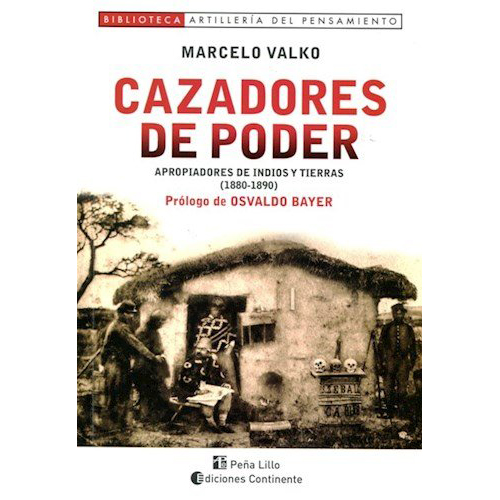 BIBLIOTECA ARTILLERÍA DEL PENSAMIENTO
MARCELO VALKO
CAZADORES
DE PODER
APROPIADORES DE INDIOS Y TIERRAS
(1880-1890)
Prólogo de OSVALDO BAYER
Peña Lillo
Ediciones Continente